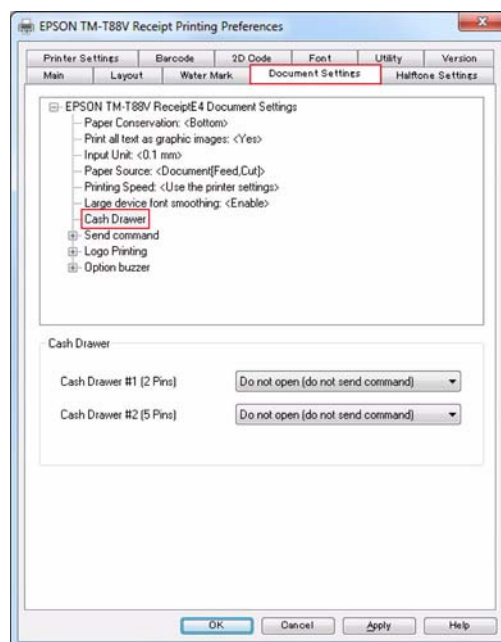 EPSON TM-T88V Receipt Printing Preferences
Printer Settings Barcode 2D Code Font Utility Version
Main Layout Water Mark Document Settings Halftone Settings
EPSON TM-T88V ReceiptE4 Document Settings
Paper Conservation: <Bottom>
Print all text as graphic images: <Yes>
Input Unit: <0.1 mm>
Paper Source: <Document[Feed,Cut]>
Printing Speed: <Use the printer settings>
Large device font smoothing: <Enable>
Cash Drawer
Send command
Logo Printing
Option buzzer
Cash Drawer
Cash Drawer #1 (2 Pins) Do not open (do not send command)
Cash Drawer #2 (5 Pins) Do not open (do not send command)
OK Cancel Apply Help